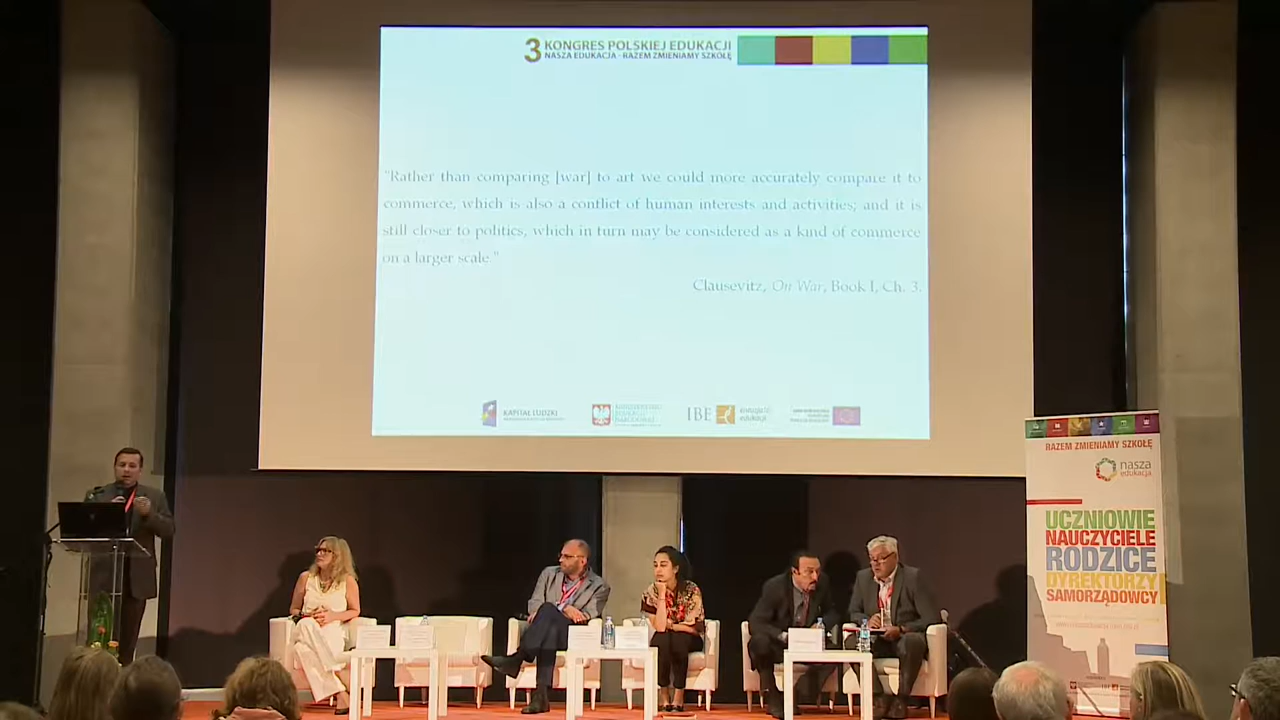 3 KONGRES POLSKIEJ EDUKACJI
NASZA EDUKACJA - RAZEM ZMIENIAMY SZKOŁĘ
"Rather than comparing [war] to art we could more accurately compare it to
commerce, which is also a conflict of human interests and activities; and it is
still closer to politics, which in turn may be considered as a kind of commerce
on a larger scale."
Clausevitz, On War, Book I, Ch. 3.
KAPITAŁ LUDZKI
IBE
edukacji
RAZEM ZMIENIAMY SZKOŁĘ
nasza
edukacja
UCZNIOWIE
NAUCZYCIELE
RODZICE
DYREKTORZY
SAMORZĄDOWCY
IBE